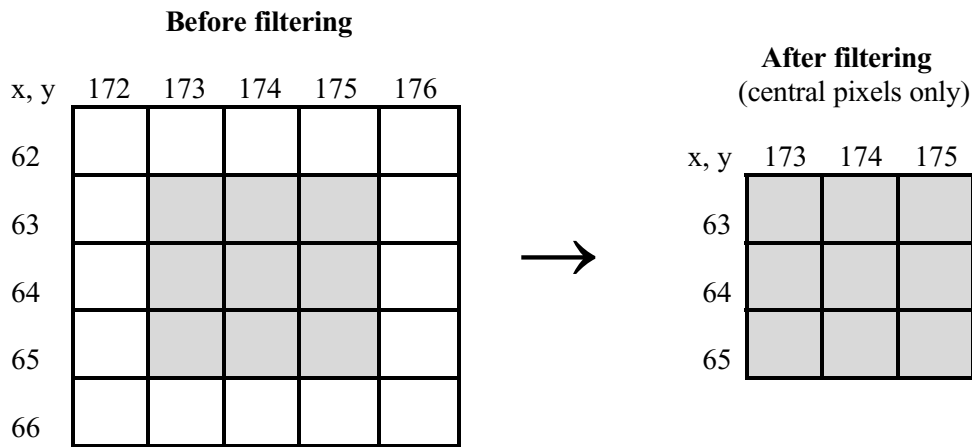 Before filtering
x, y 172 173 174 175 176
62
63
64
65
66
After filtering
(central pixels only)
x, y 173 174 175
63
64
65